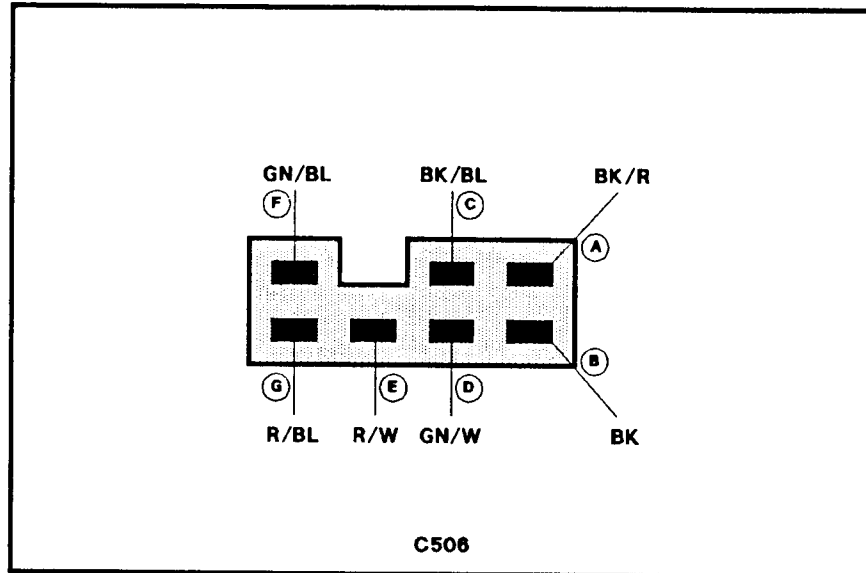 GN/BL BK/BL BK/R
F C A
B
G E D
R/BL R/W GN/W BK
C506